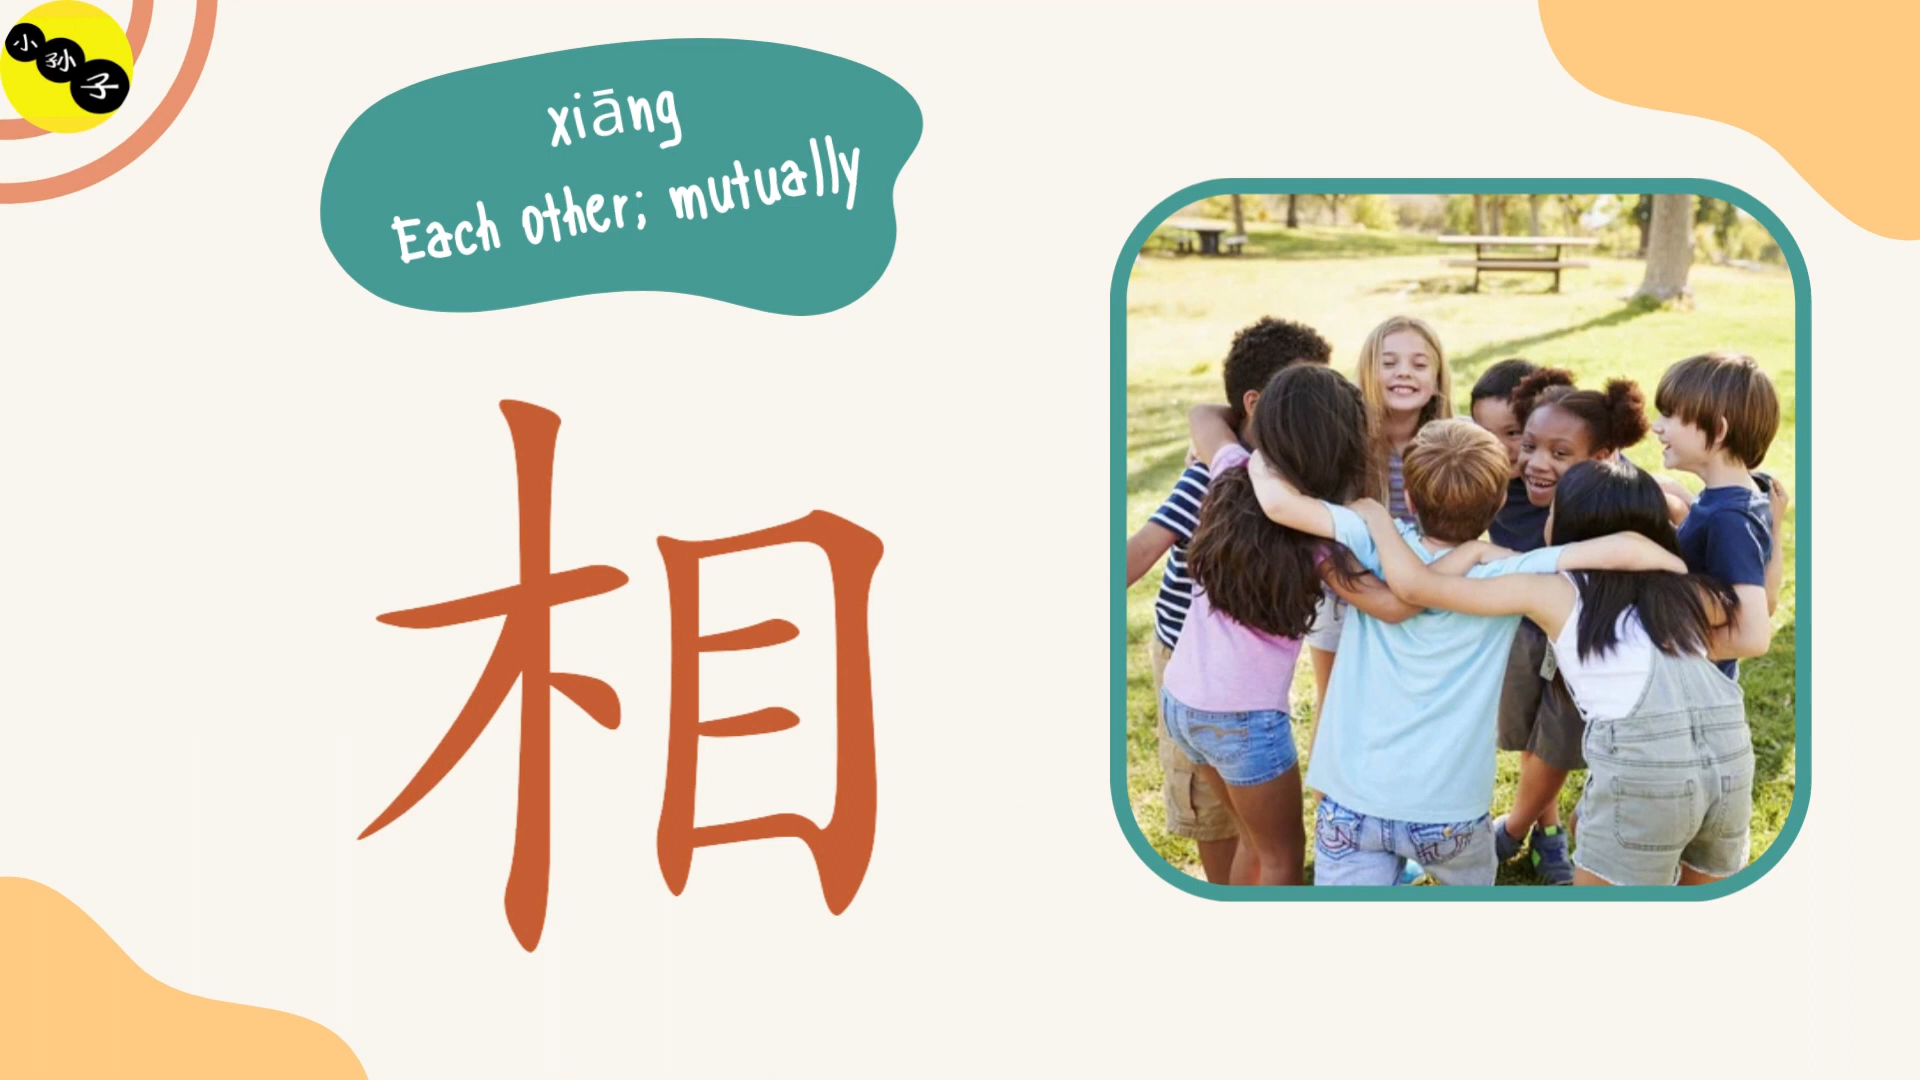 小孙子
xiāng
Each other; mutually
相